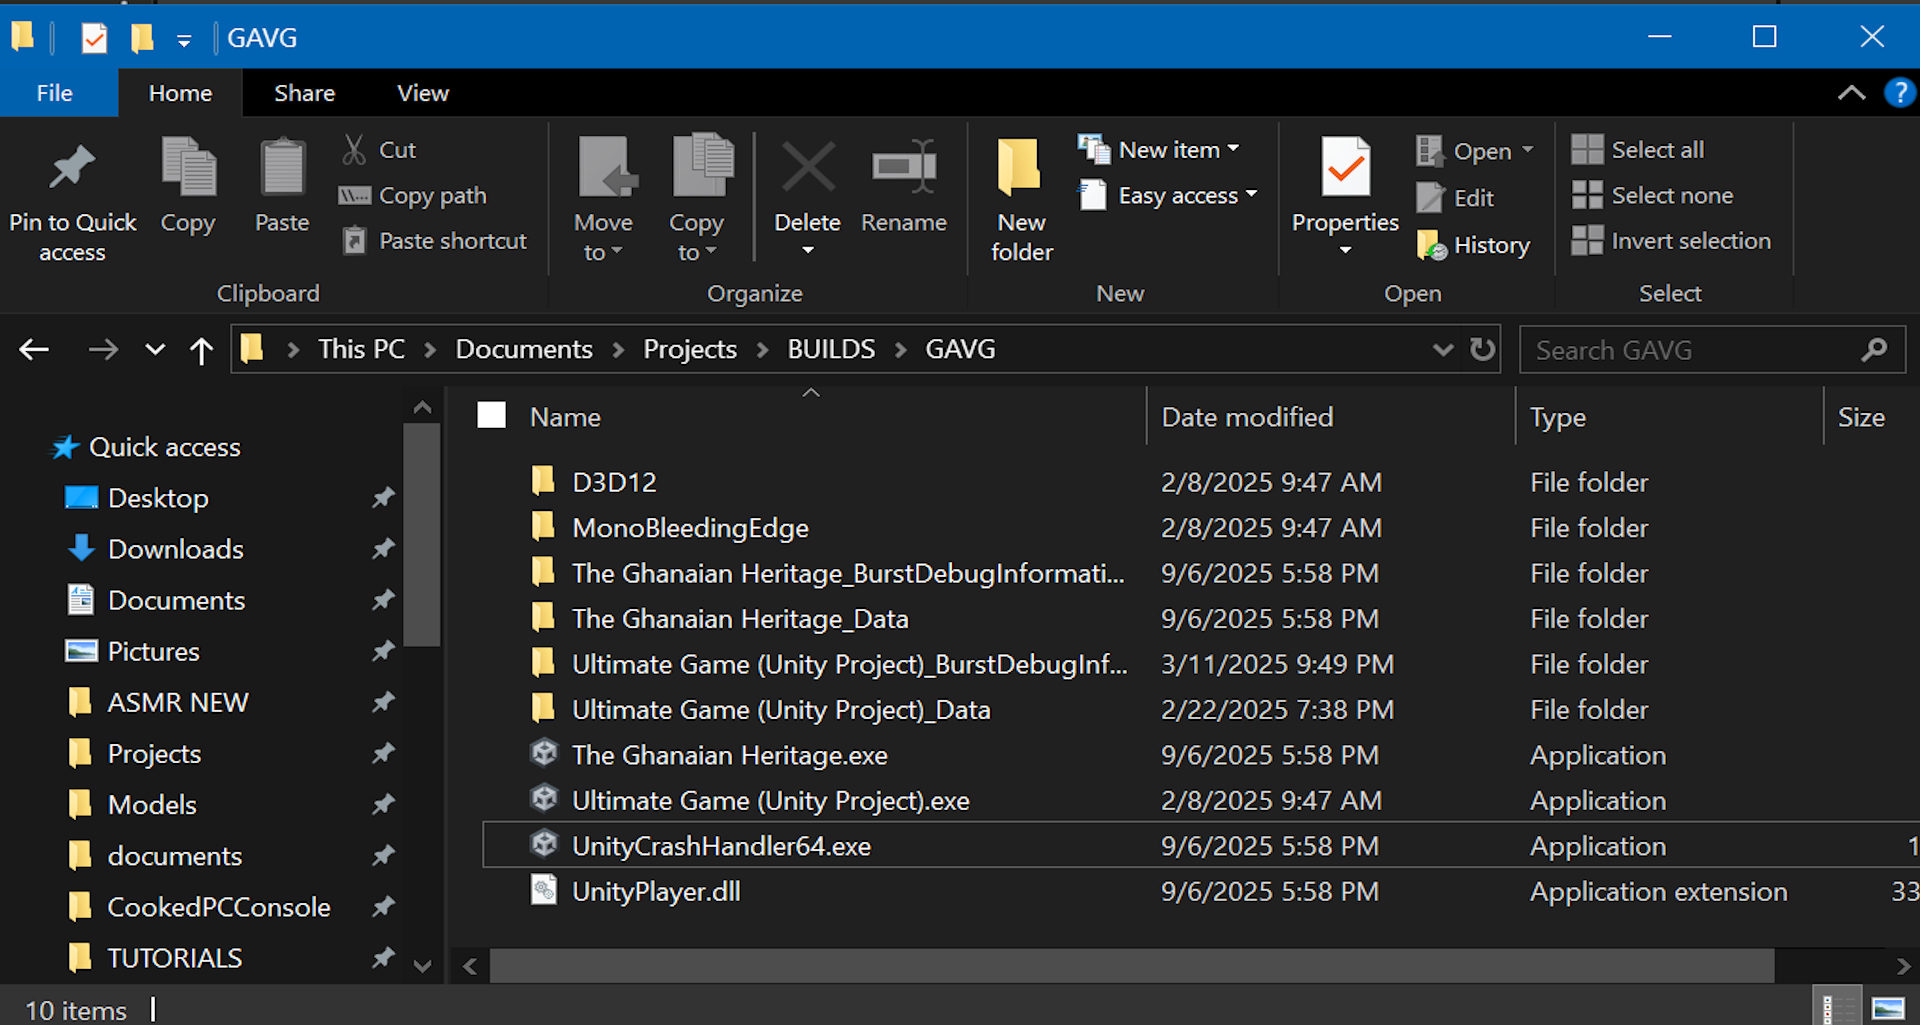 GAVG
File Home Share View
Pin to Quick access
Copy
Paste
Cut
Copy path
Paste shortcut
Clipboard
Move to
Copy to
Delete
Rename
Organize
New folder
New item
Easy access
New
Properties
Open
Edit
History
Open
Select all
Select none
Invert selection
Select
This PC > Documents > Projects > BUILDS > GAVG
Search GAVG
Quick access
Desktop
Downloads
Documents
Pictures
ASMR NEW
Projects
Models
documents
CookedPCConsole
TUTORIALS
Name Date modified Type Size
D3D12 2/8/2025 9:47 AM File folder
MonoBleedingEdge 2/8/2025 9:47 AM File folder
The Ghanaian Heritage_BurstDebugInformati... 9/6/2025 5:58 PM File folder
The Ghanaian Heritage_Data 9/6/2025 5:58 PM File folder
Ultimate Game (Unity Project)_BurstDebugInf... 3/11/2025 9:49 PM File folder
Ultimate Game (Unity Project)_Data 2/22/2025 7:38 PM File folder
The Ghanaian Heritage.exe 9/6/2025 5:58 PM Application
Ultimate Game (Unity Project).exe 2/8/2025 9:47 AM Application
UnityCrashHandler64.exe 9/6/2025 5:58 PM Application 1
UnityPlayer.dll 9/6/2025 5:58 PM Application extension 33
10 items